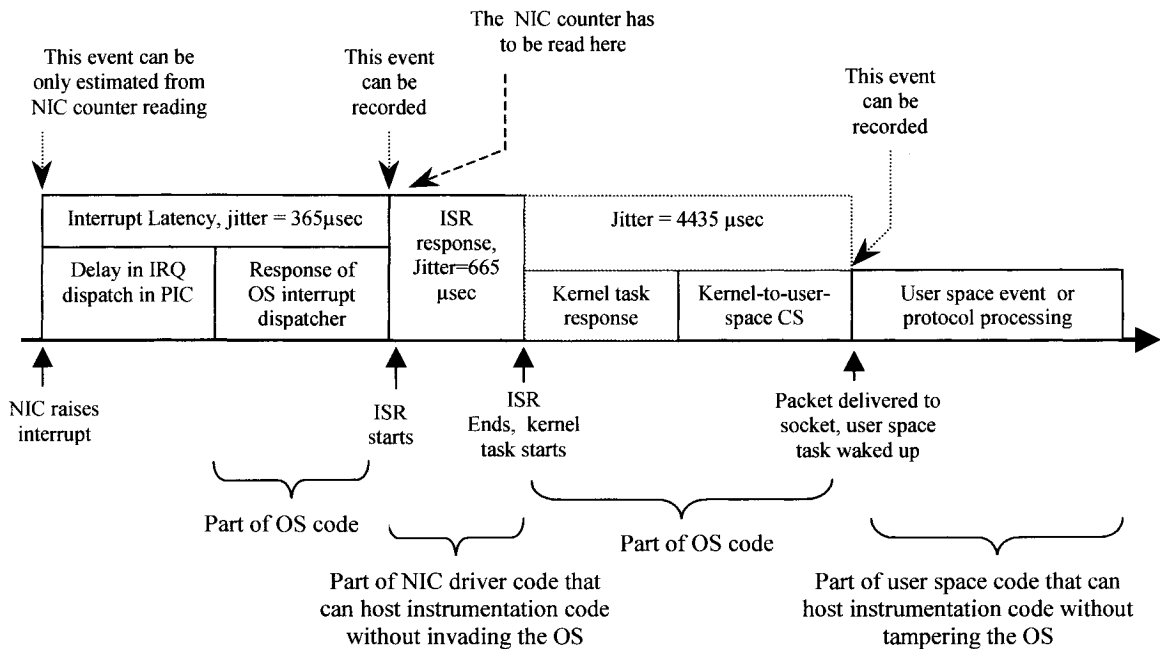 The NIC counter has
to be read here
This event can be
only estimated from
NIC counter reading
This event
can be
recorded
This event
can be
recorded
Interrupt Latency, jitter = 365µsec
ISR
response,
Jitter=665
µsec
Jitter = 4435 µsec
Delay in IRQ
dispatch in PIC
Response of
OS interrupt
dispatcher
Kernel task
response
Kernel-to-user-
space CS
User space event or
protocol processing
NIC raises
interrupt
ISR
starts
ISR
Ends, kernel
task starts
Packet delivered to
socket, user space
task waked up
Part of OS code
Part of NIC driver code that
can host instrumentation code
without invading the OS
Part of OS code
Part of user space code that can
host instrumentation code without
tampering the OS